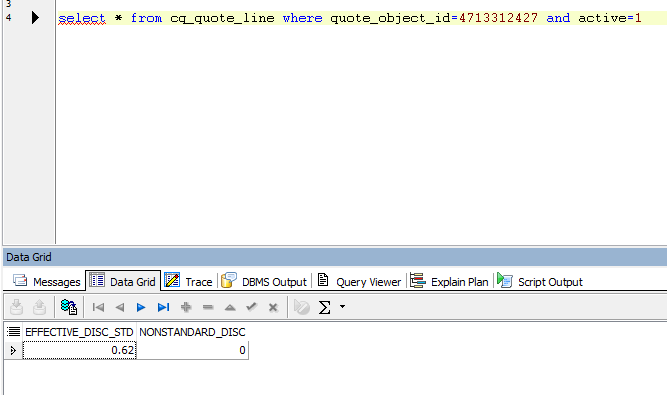 3
4 select * from cq_quote_line where quote_object_id=4713312427 and active=1
Data Grid
Messages Data Grid Trace DBMS Output Query Viewer Explain Plan Script Output
EFFECTIVE_DISC_STD NONSTANDARD_DISC
0.62 0